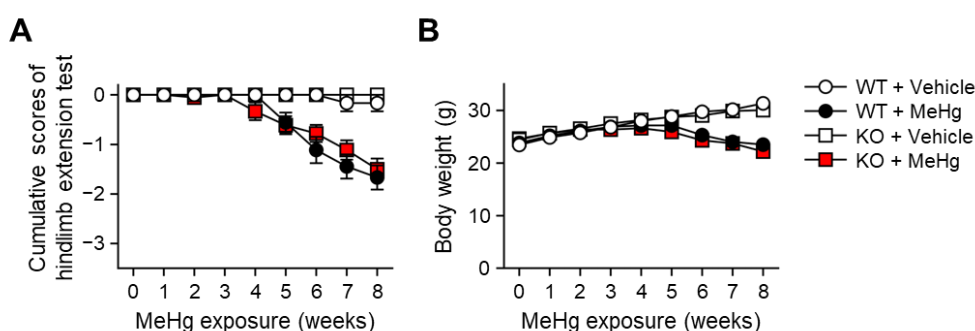 A
Cumulative scores of
hindlimb extension test
0
−1
−2
−3
0 1 2 3 4 5 6 7 8
MeHg exposure (weeks)
B
Body weight (g)
30
20
10
0
0 1 2 3 4 5 6 7 8
MeHg exposure (weeks)
WT + Vehicle
WT + MeHg
KO + Vehicle
KO + MeHg